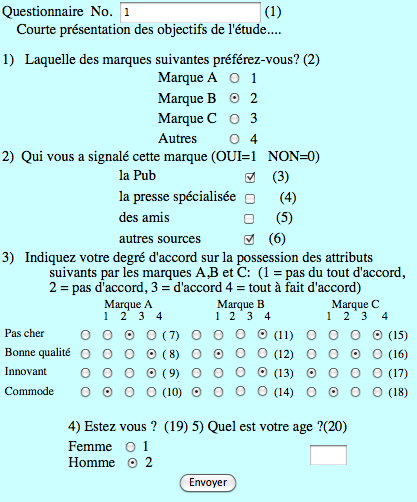 Questionnaire No. 1 (1)
Courte présentation des objectifs de l'étude....
1) Laquelle des marques suivantes préférez-vous? (2)
Marque A 1
Marque B 2
Marque C 3
Autres 4
2) Qui vous a signalé cette marque (OUI=1 NON=0)
la Pub (3)
la presse spécialisée (4)
des amis (5)
autres sources (6)
3) Indiquez votre degré d'accord sur la possession des attributs
suivants par les marques A,B et C: (1 = pas du tout d'accord,
2 = pas d'accord, 3 = d'accord 4 = tout à fait d'accord)
Marque A Marque B Marque C
1 2 3 4 1 2 3 4 1 2 3 4
Pas cher ( 7) (11) (15)
Bonne qualité ( 8) (12) (16)
Innovant ( 9) (13) (17)
Commode (10) (14) (18)
4) Estez vous ? (19) 5) Quel est votre age ?(20)
Femme 1
Homme 2
Envoyer